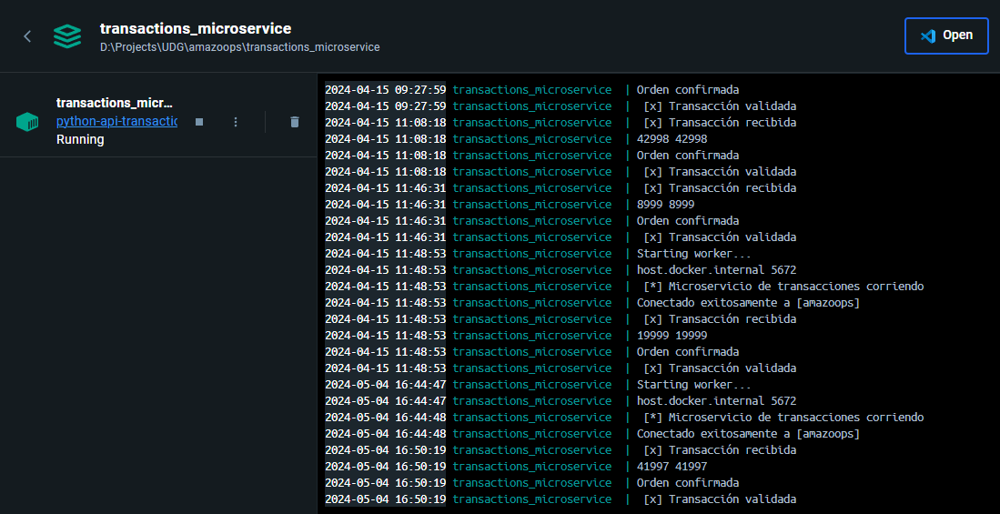 transactions_microservice
D:\Projects\UDG\amazoops\transactions_microservice
Open
transactions_micr...
python-api-transactic
Running
2024-04-15 09:27:59 transactions_microservice | Orden confirmada
2024-04-15 09:27:59 transactions_microservice | [x] Transacción validada
2024-04-15 11:08:18 transactions_microservice | [x] Transacción recibida
2024-04-15 11:08:18 transactions_microservice | 42998 42998
2024-04-15 11:08:18 transactions_microservice | Orden confirmada
2024-04-15 11:08:18 transactions_microservice | [x] Transacción validada
2024-04-15 11:46:31 transactions_microservice | [x] Transacción recibida
2024-04-15 11:46:31 transactions_microservice | 8999 8999
2024-04-15 11:46:31 transactions_microservice | Orden confirmada
2024-04-15 11:46:31 transactions_microservice | [x] Transacción validada
2024-04-15 11:48:53 transactions_microservice | Starting worker...
2024-04-15 11:48:53 transactions_microservice | host.docker.internal 5672
2024-04-15 11:48:53 transactions_microservice | [*] Microservicio de transacciones corriendo
2024-04-15 11:48:53 transactions_microservice | Conectado exitosamente a [amazoops]
2024-04-15 11:48:53 transactions_microservice | [x] Transacción recibida
2024-04-15 11:48:53 transactions_microservice | 19999 19999
2024-04-15 11:48:53 transactions_microservice | Orden confirmada
2024-04-15 11:48:53 transactions_microservice | [x] Transacción validada
2024-05-04 16:44:47 transactions_microservice | Starting worker...
2024-05-04 16:44:47 transactions_microservice | host.docker.internal 5672
2024-05-04 16:44:48 transactions_microservice | [*] Microservicio de transacciones corriendo
2024-05-04 16:44:48 transactions_microservice | Conectado exitosamente a [amazoops]
2024-05-04 16:50:19 transactions_microservice | [x] Transacción recibida
2024-05-04 16:50:19 transactions_microservice | 41997 41997
2024-05-04 16:50:19 transactions_microservice | Orden confirmada
2024-05-04 16:50:19 transactions_microservice | [x] Transacción validada